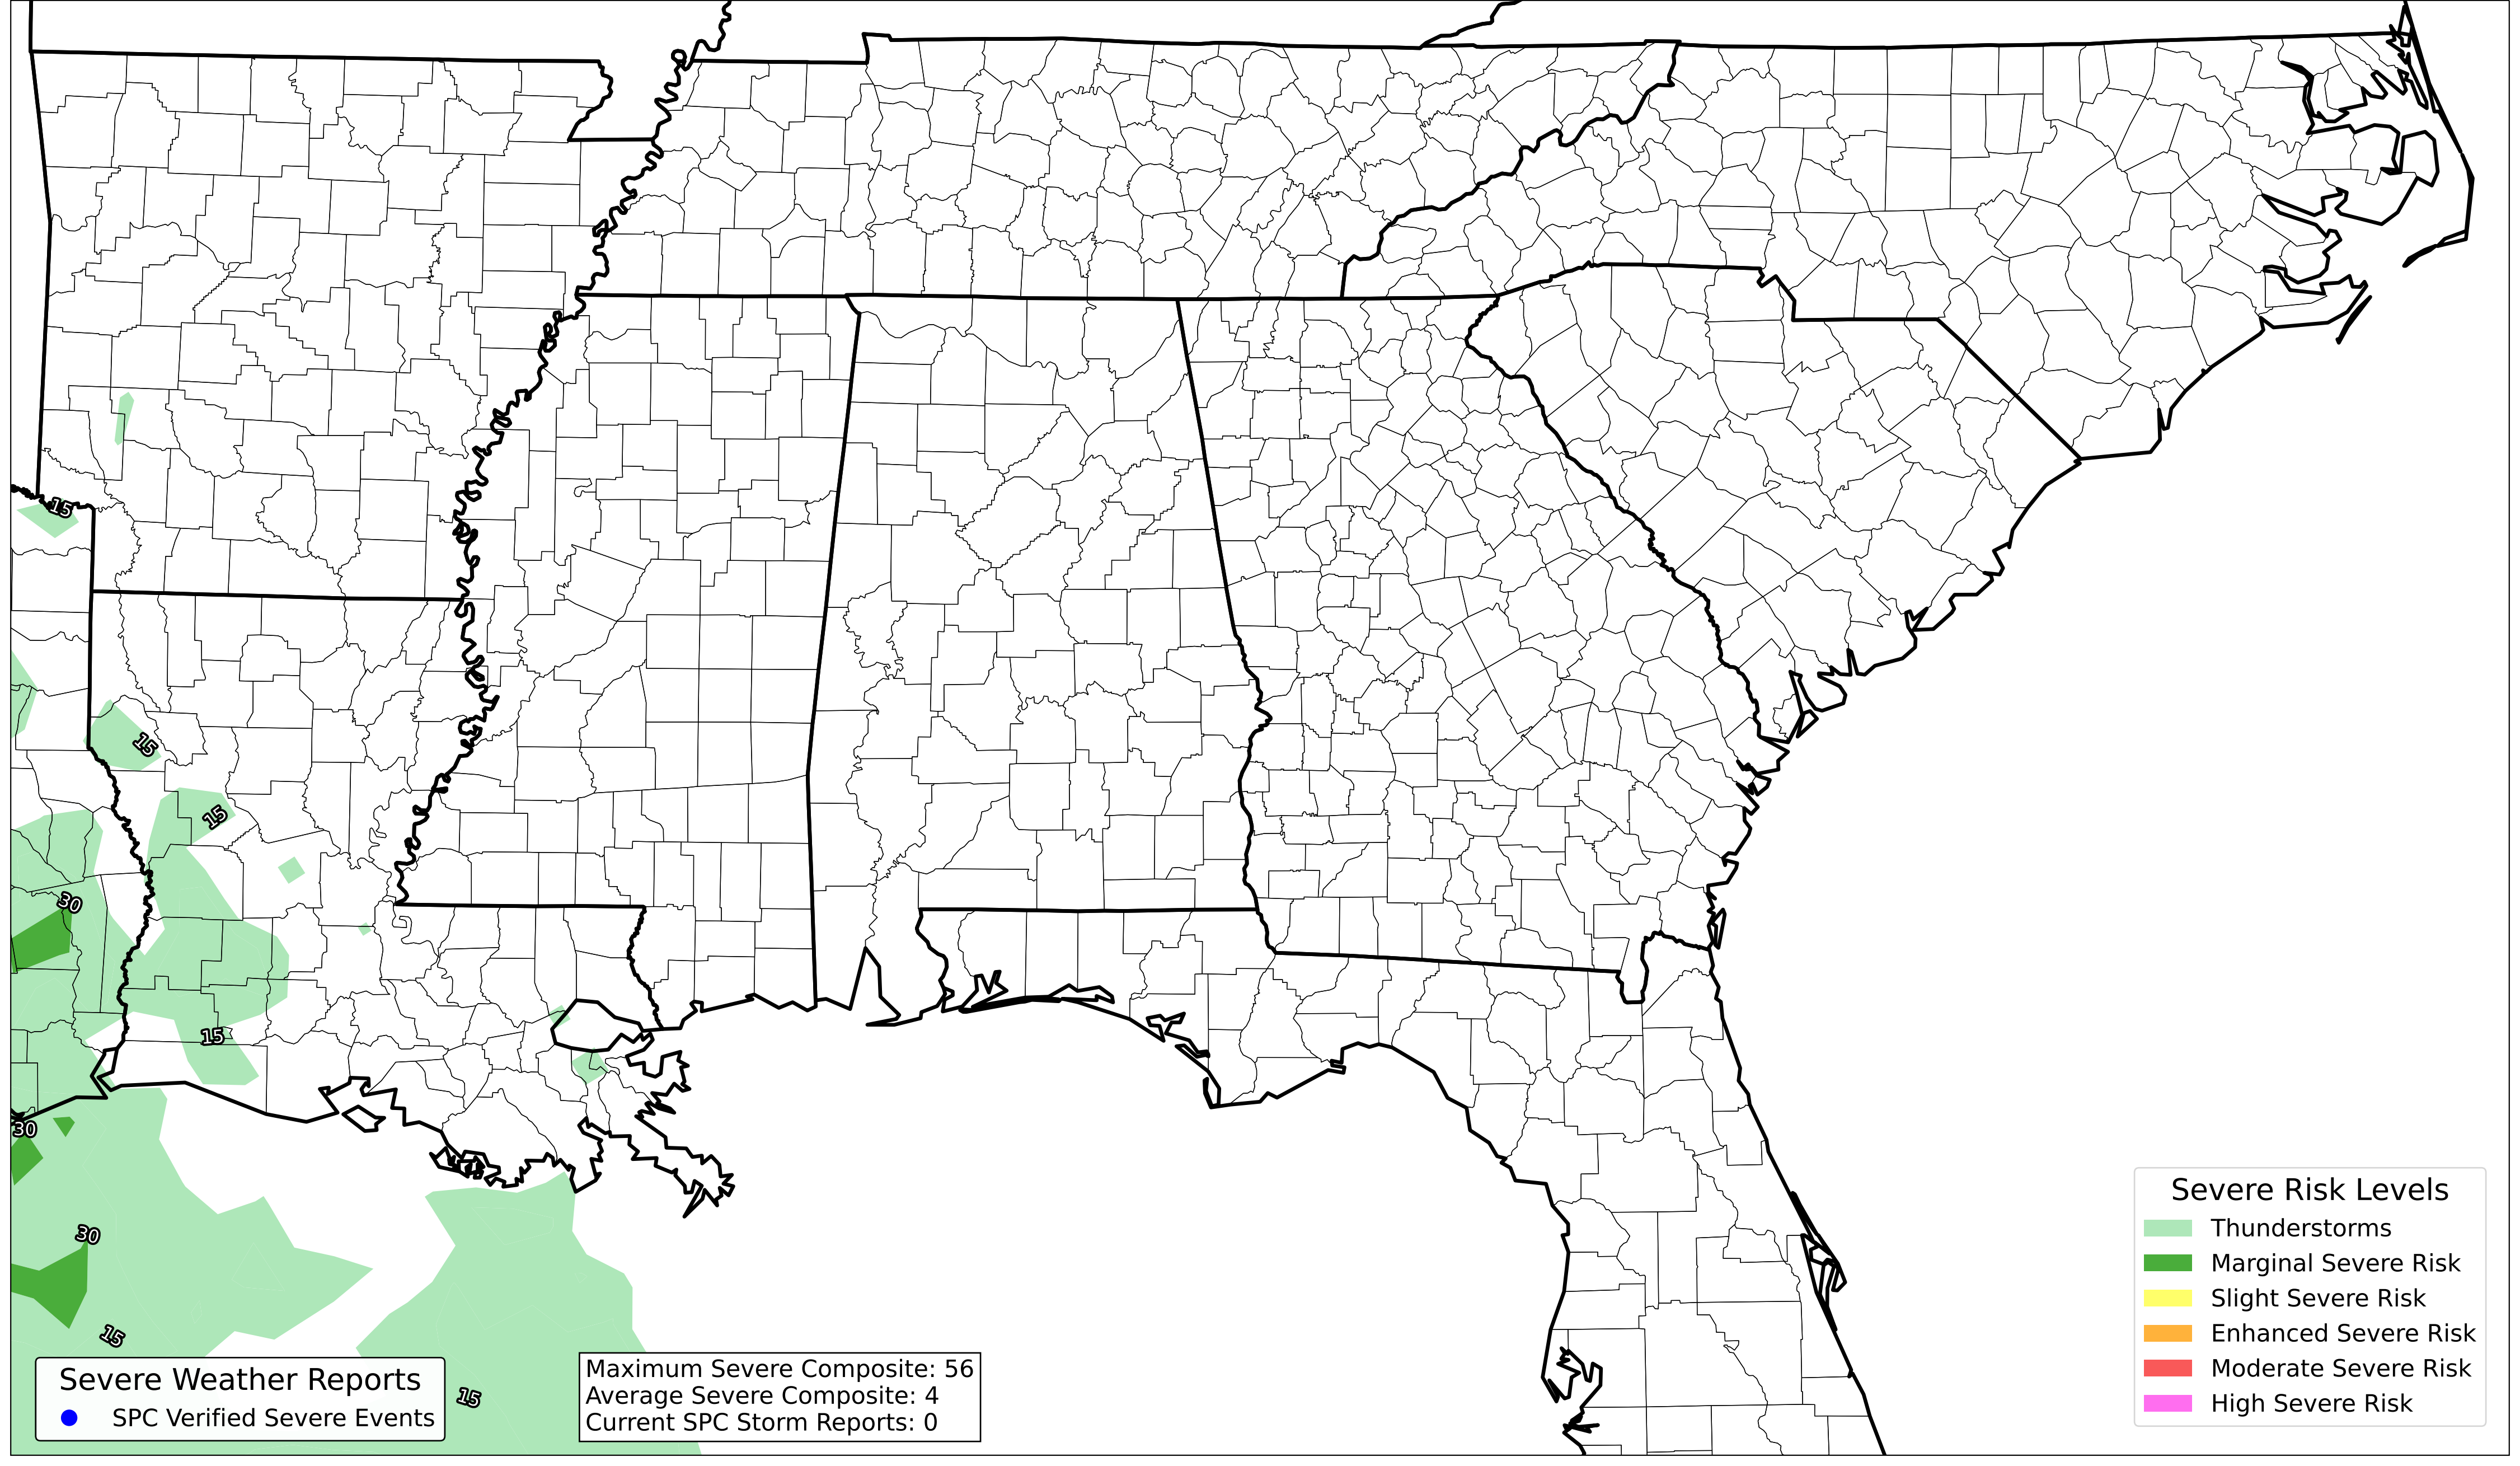 15
15
15
30
15
30
30
15
15
Severe Weather Reports
SPC Verified Severe Events
Maximum Severe Composite: 56
Average Severe Composite: 4
Current SPC Storm Reports: 0
Severe Risk Levels
Thunderstorms
Marginal Severe Risk
Slight Severe Risk
Enhanced Severe Risk
Moderate Severe Risk
High Severe Risk